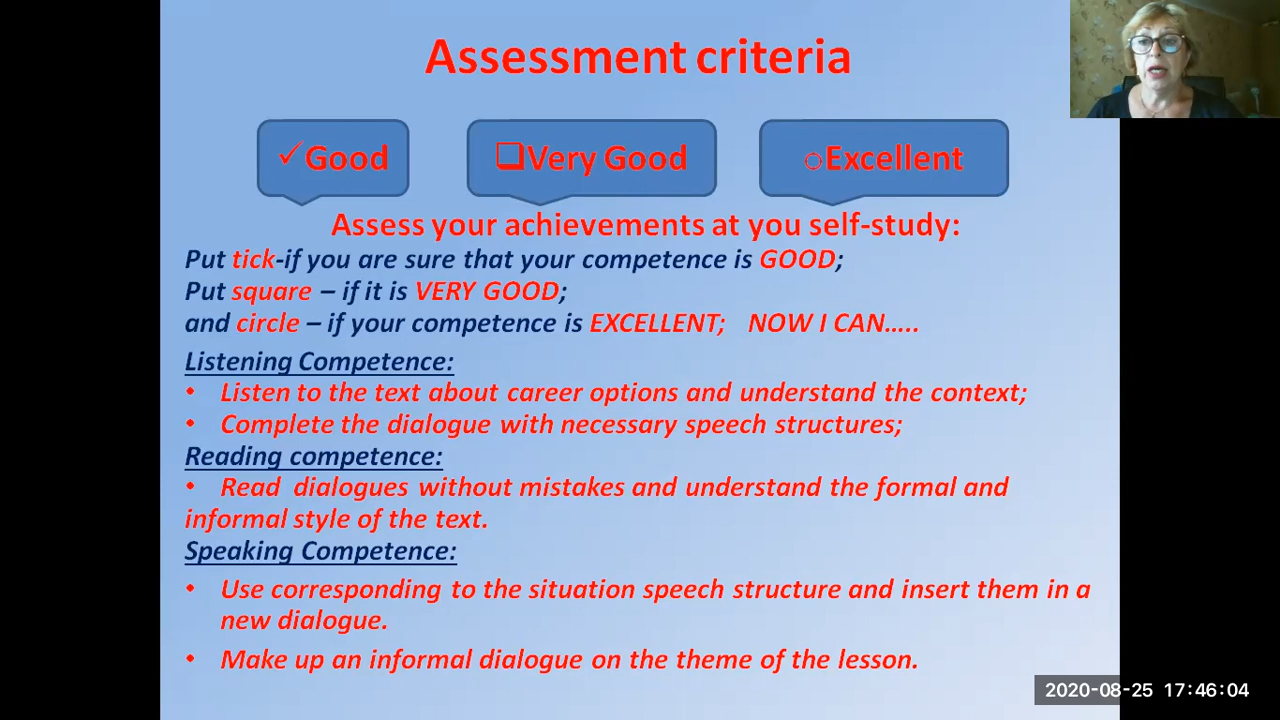 Assessment criteria
✓Good
❑Very Good
○Excellent
Assess your achievements at you self-study:
Put tick-if you are sure that your competence is GOOD;
Put square – if it is VERY GOOD;
and circle – if your competence is EXCELLENT; NOW I CAN…..
Listening Competence:
• Listen to the text about career options and understand the context;
• Complete the dialogue with necessary speech structures;
Reading competence:
• Read dialogues without mistakes and understand the formal and
informal style of the text.
Speaking Competence:
• Use corresponding to the situation speech structure and insert them in a
new dialogue.
• Make up an informal dialogue on the theme of the lesson.
2020-08-25 17:46:04